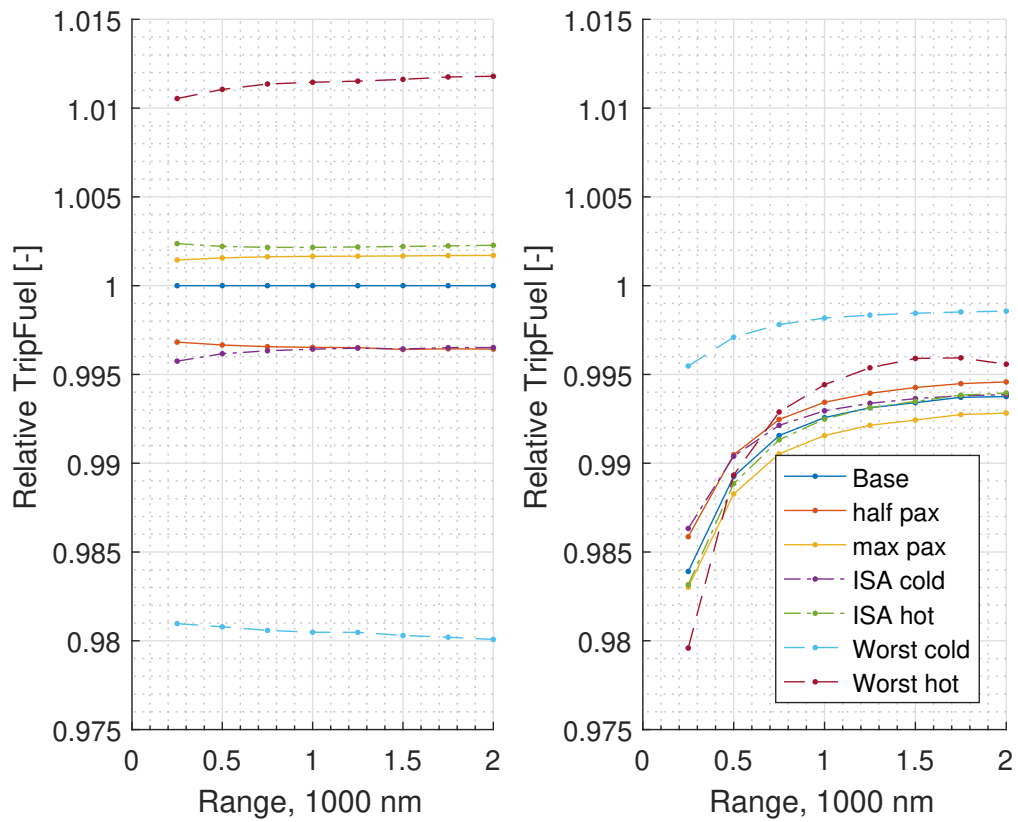 1.015
1.01
1.005
1
0.995
0.99
0.985
0.98
0.975
0
0.5
1
1.5
2
Range, 1000 nm
Relative TripFuel [-]
1.015
1.01
1.005
1
0.995
0.99
0.985
0.98
0.975
0
0.5
1
1.5
2
Range, 1000 nm
Relative TripFuel [-]
Base
half pax
max pax
ISA cold
ISA hot
Worst cold
Worst hot